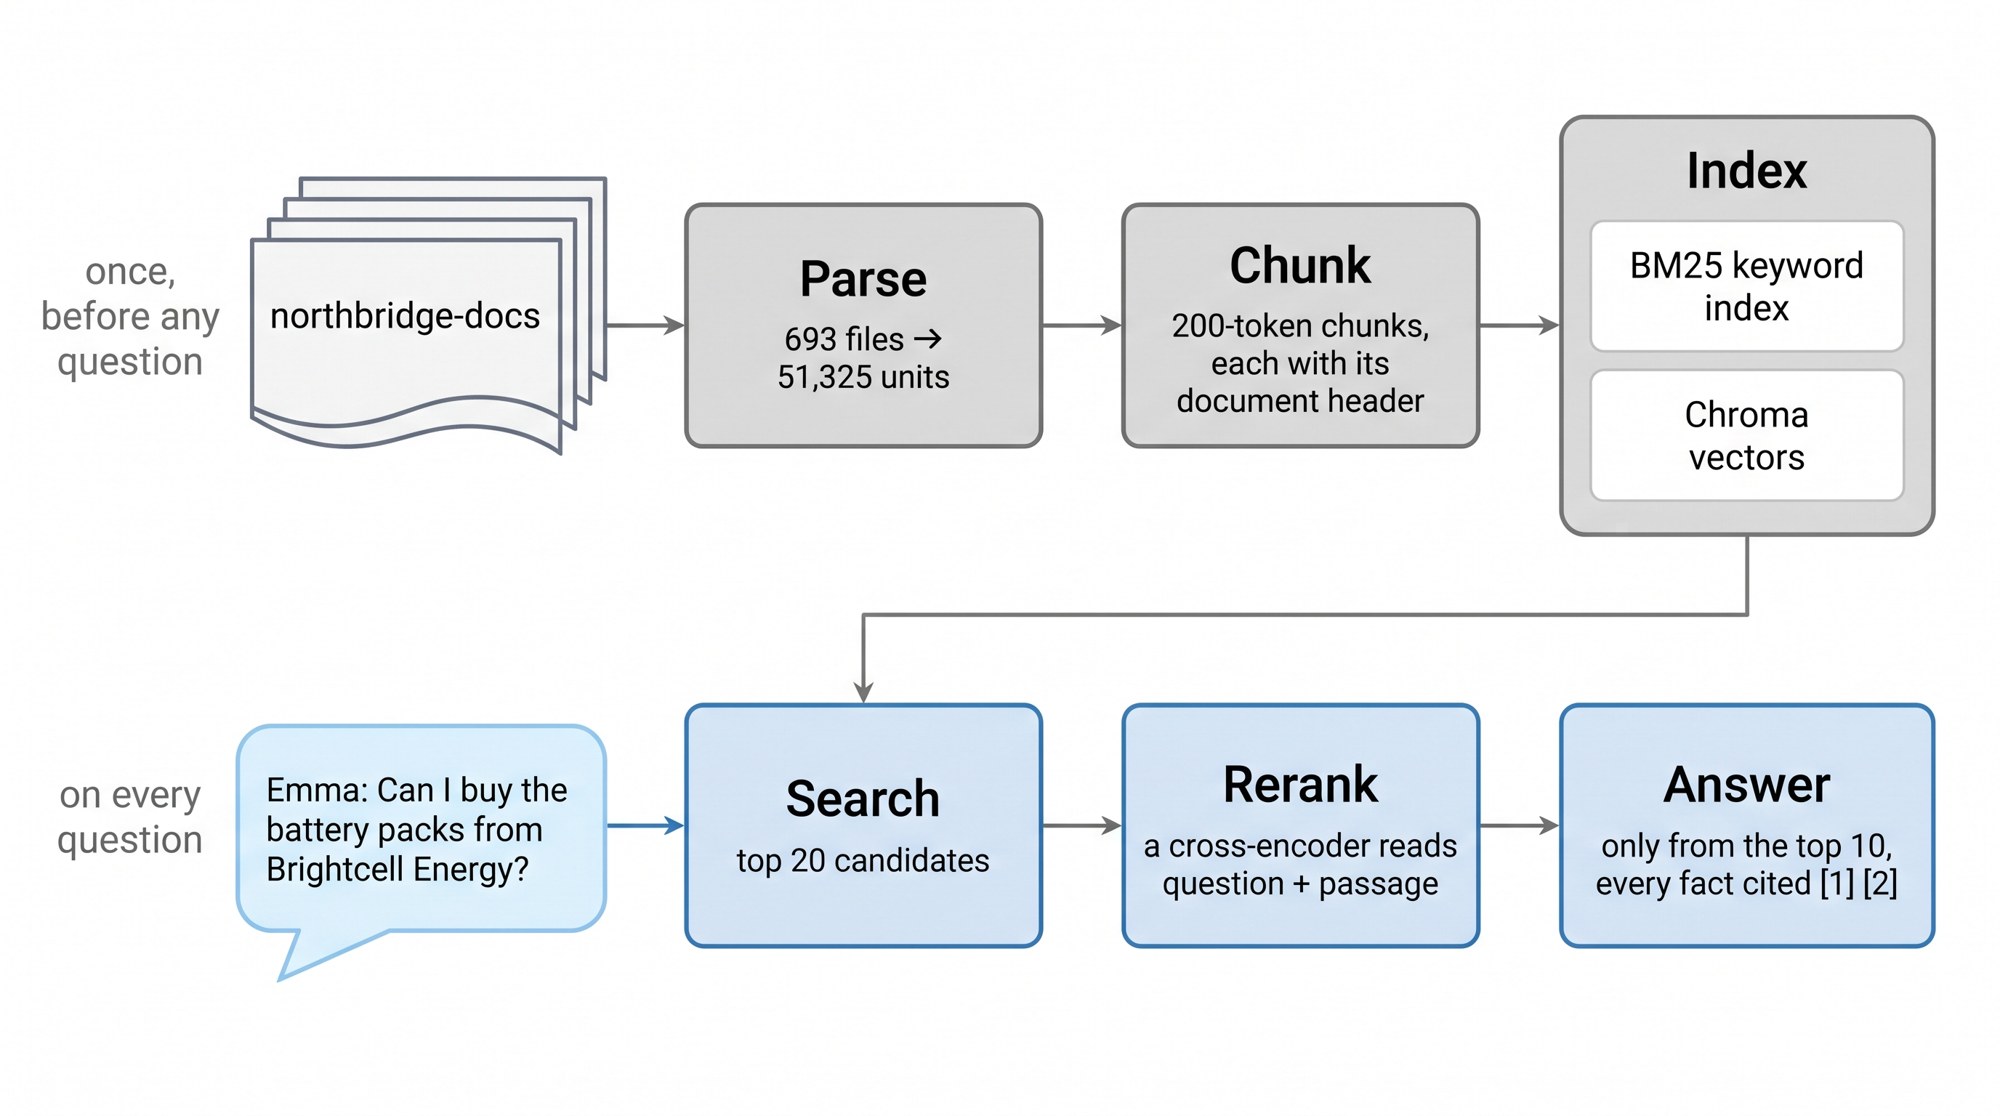 once,
before any
question
northbridge-docs
Parse
693 files →
51,325 units
Chunk
200-token chunks,
each with its
document header
Index
BM25 keyword
index
Chroma
vectors
on every
question
Emma: Can I buy the
battery packs from
Brightcell Energy?
Search
top 20 candidates
Rerank
a cross-encoder reads
question + passage
Answer
only from the top 10,
every fact cited [1] [2]